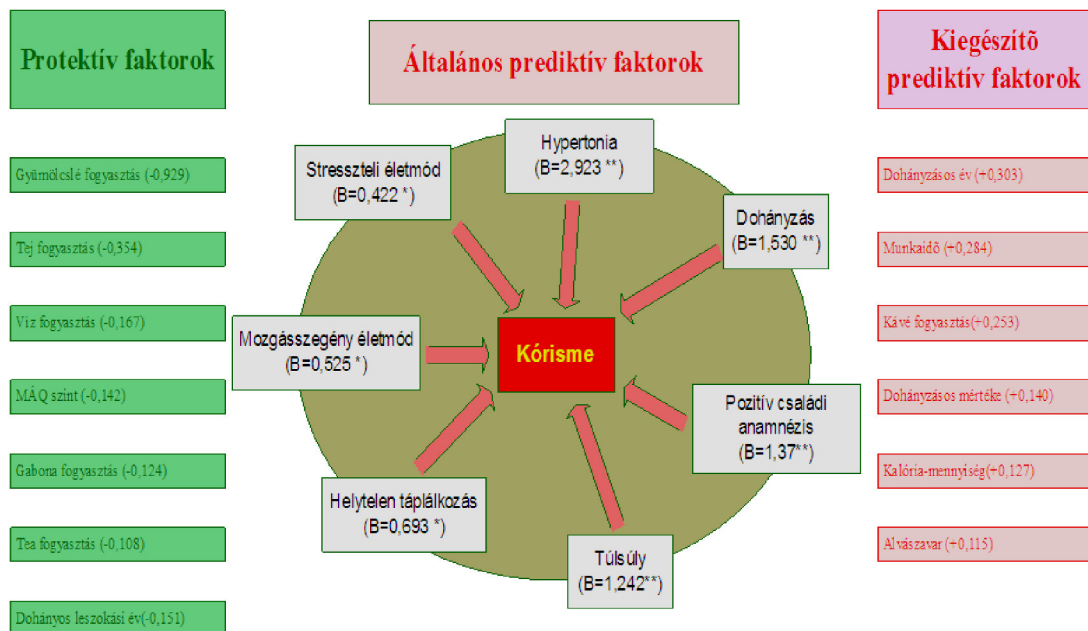 Protektív faktorok
Általános prediktív faktorok
Kiegészítõ
prediktív faktorok
Gyümölcslé fogyasztás (-0,929)
Tej fogyasztás (-0,354)
Víz fogyasztás (-0,167)
MÁQ szint (-0,142)
Gabona fogyasztás (-0,124)
Tea fogyasztás (-0,108)
Dohányos leszokási év(-0,151)
Hypertonia
(B=2,923 **)
Stresszteli életmód
(B=0,422 *)
Dohányzás
(B=1,530 **)
Mozgásszegény életmód
(B=0,525 *)
Kórisme
Pozitív családi
anamnézis
(B=1,37**)
Helytelen táplálkozás
(B=0,693 *)
Túlsúly
(B=1,242**)
Dohányzásos év (+0,303)
Munkaidõ (+0,284)
Kávé fogyasztás(+0,253)
Dohányzásos mértéke (+0,140)
Kalória-mennyiség(+0,127)
Alvászavar (+0,115)